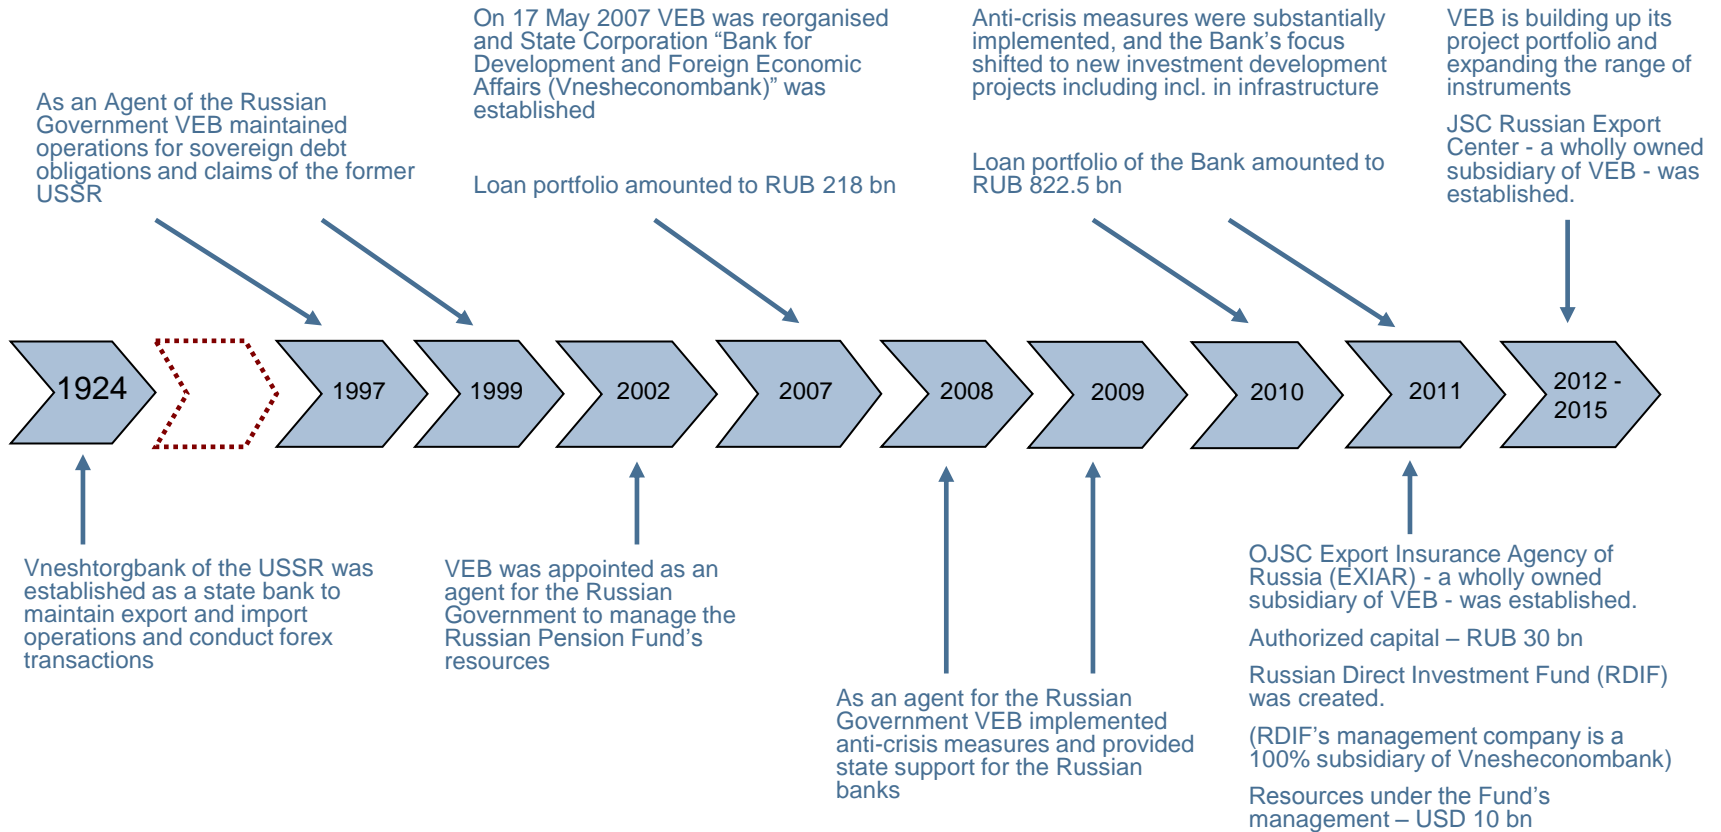 As an Agent of the Russian
Government VEB maintained
operations for sovereign debt
obligations and claims of the former
USSR
On 17 May 2007 VEB was reorganised
and State Corporation “Bank for
Development and Foreign Economic
Affairs (Vnesheconombank)” was
established
Loan portfolio amounted to RUB 218 bn
Anti-crisis measures were substantially
implemented, and the Bank’s focus
shifted to new investment development
projects including incl. in infrastructure
Loan portfolio of the Bank amounted to
RUB 822.5 bn
VEB is building up its
project portfolio and
expanding the range of
instruments
JSC Russian Export
Center - a wholly owned
subsidiary of VEB - was
established.
1924
1997
1999
2002
2007
2008
2009
2010
2011
2012 -
2015
Vneshtorgbank of the USSR was
established as a state bank to
maintain export and import
operations and conduct forex
transactions
VEB was appointed as an
agent for the Russian
Government to manage the
Russian Pension Fund’s
resources
As an agent for the Russian
Government VEB implemented
anti-crisis measures and provided
state support for the Russian
banks
OJSC Export Insurance Agency of
Russia (EXIAR) - a wholly owned
subsidiary of VEB - was established.
Authorized capital – RUB 30 bn
Russian Direct Investment Fund (RDIF)
was created.
(RDIF’s management company is a
100% subsidiary of Vnesheconombank)
Resources under the Fund’s
management – USD 10 bn